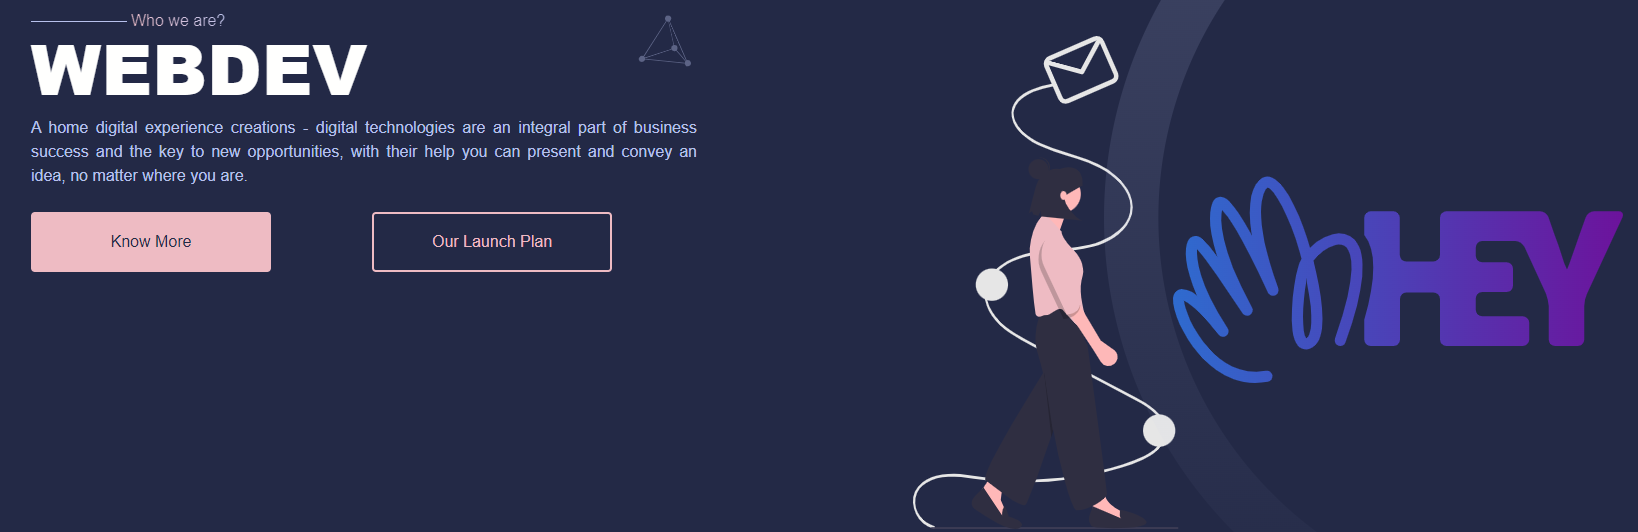 Who we are?
WEBDEV
A home digital experience creations - digital technologies are an integral part of business
success and the key to new opportunities, with their help you can present and convey an
idea, no matter where you are.
Know More
Our Launch Plan
HEY